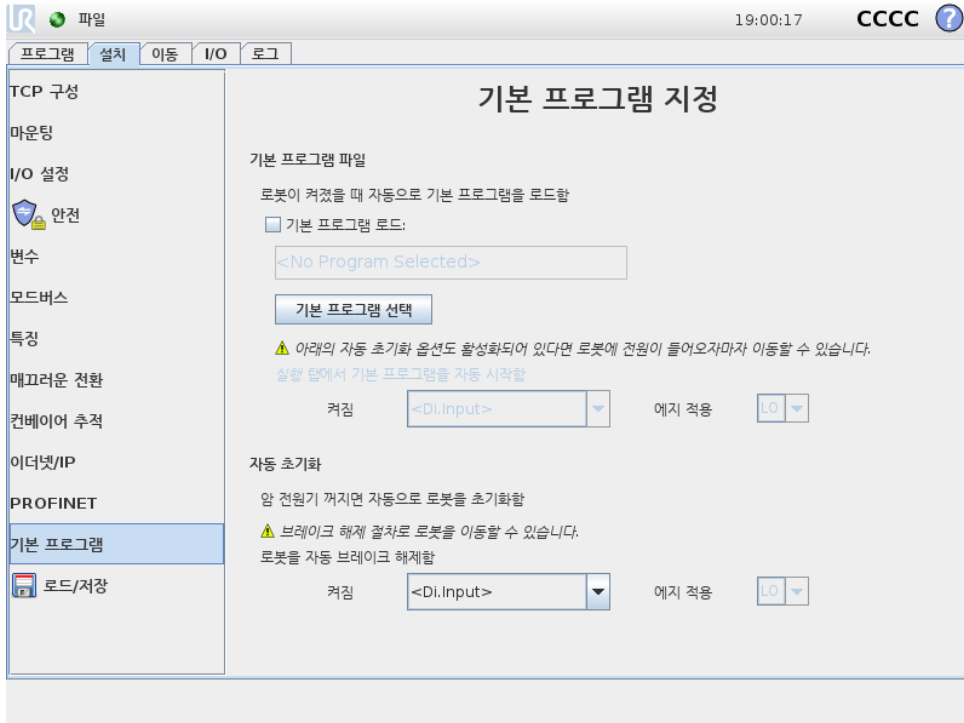 UR 파일 19:00:17 CCCC ?
프로그램 설치 이동 I/O 로그
TCP 구성
마운팅
I/O 설정
안전
변수
모드버스
특징
매끄러운 전환
컨베이어 추적
이더넷/IP
PROFINET
기본 프로그램
로드/저장
기본 프로그램 지정
기본 프로그램 파일
로봇이 켜졌을 때 자동으로 기본 프로그램을 로드함
기본 프로그램 로드:
<No Program Selected>
기본 프로그램 선택
아래의 자동 초기화 옵션도 활성화되어 있다면 로봇에 전원이 들어오자마자 이동할 수 있습니다.
실행 탭에서 기본 프로그램을 자동 시작함
켜짐 <Di.Input> 에지 적용 LO
자동 초기화
암 전원기 꺼지면 자동으로 로봇을 초기화함
브레이크 해제 절차로 로봇을 이동할 수 있습니다.
로봇을 자동 브레이크 해제함
켜짐 <Di.Input> 에지 적용 LO